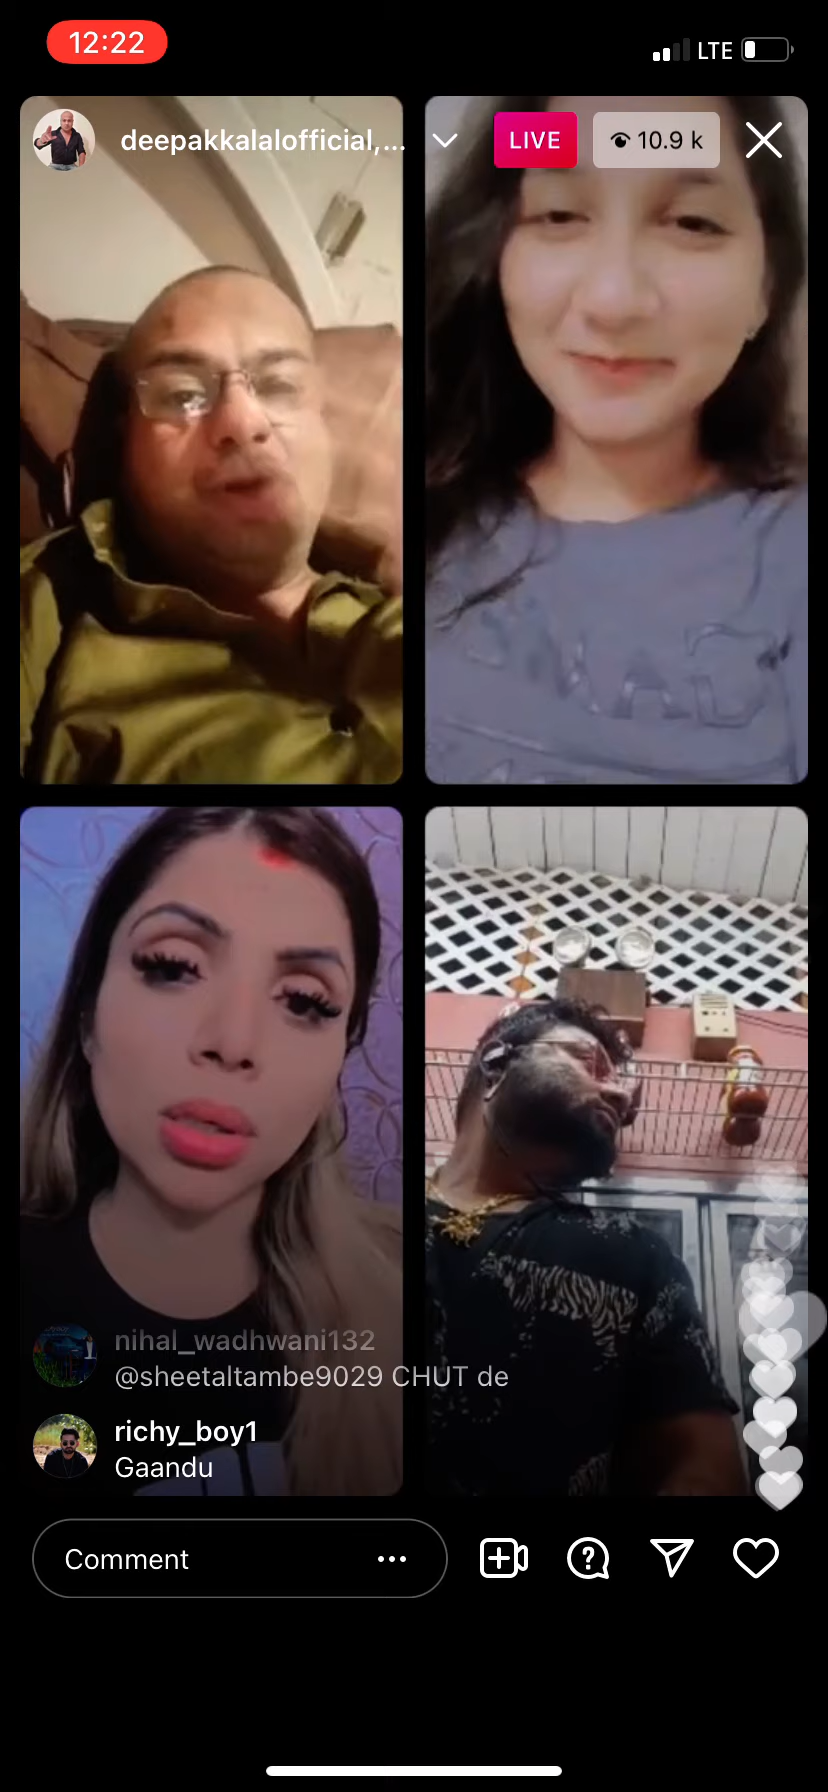 12:22
LTE
deepakkalalofficial,...
LIVE
10.9 k
nihal_wadhwani132
@sheetaltambe9029 CHUT de
richy_boy1
Gaandu
Comment